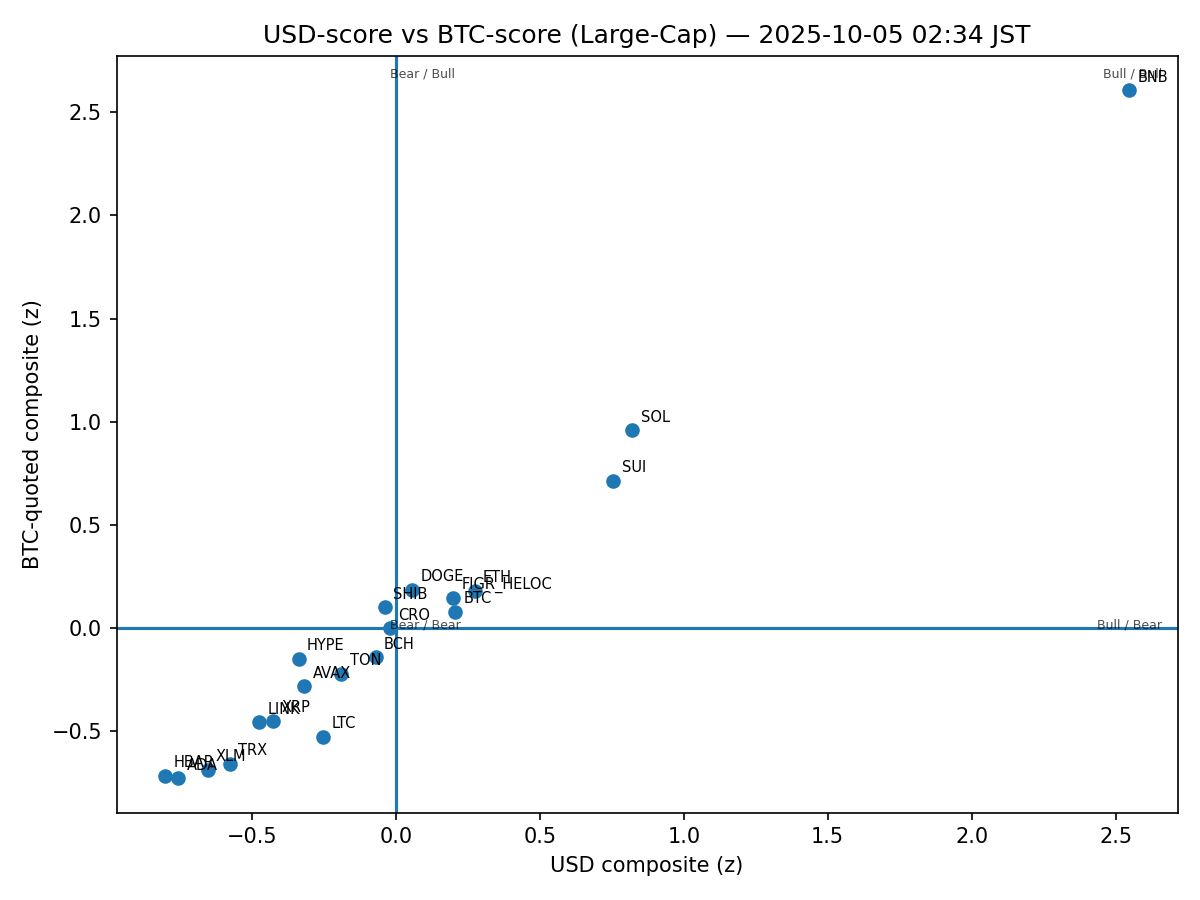 USD-score vs BTC-score (Large-Cap) — 2025-10-05 02:34 JST
Bear / Bull
Bull / Bull
BNB
2.5
2.0
1.5
1.0
0.5
0.0
−0.5
BTC-quoted composite (z)
SOL
SUI
DOGE
ETH
FIGR_HELOC
SHIB
BTC
CRO
Bear / Bear
Bull / Bear
HYPE
BCH
TON
AVAX
LINK
XRP
LTC
TRX
XLM
HBAR
ADA
−0.5
0.0
0.5
1.0
1.5
2.0
2.5
USD composite (z)